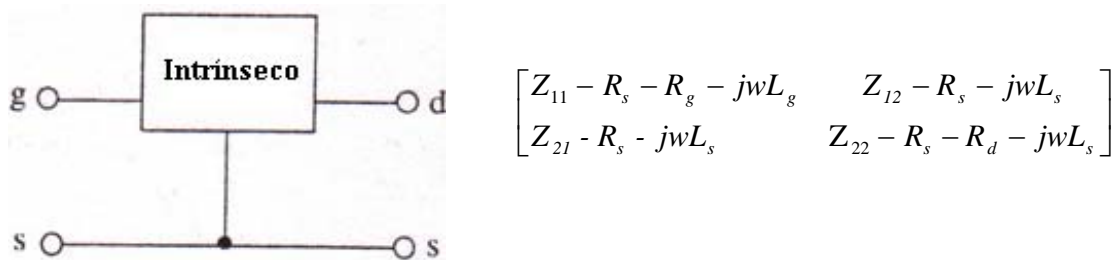 Intrínseco
g d
s s
Z11 − Rs − Rg − jwLg Z12 − Rs − jwLs
Z21 - Rs - jwLs Z22 − Rs − Rd − jwLs